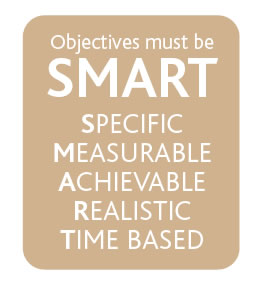 Objectives must be
SMART
SPECIFIC
MEASURABLE
ACHIEVABLE
REALISTIC
TIME BASED